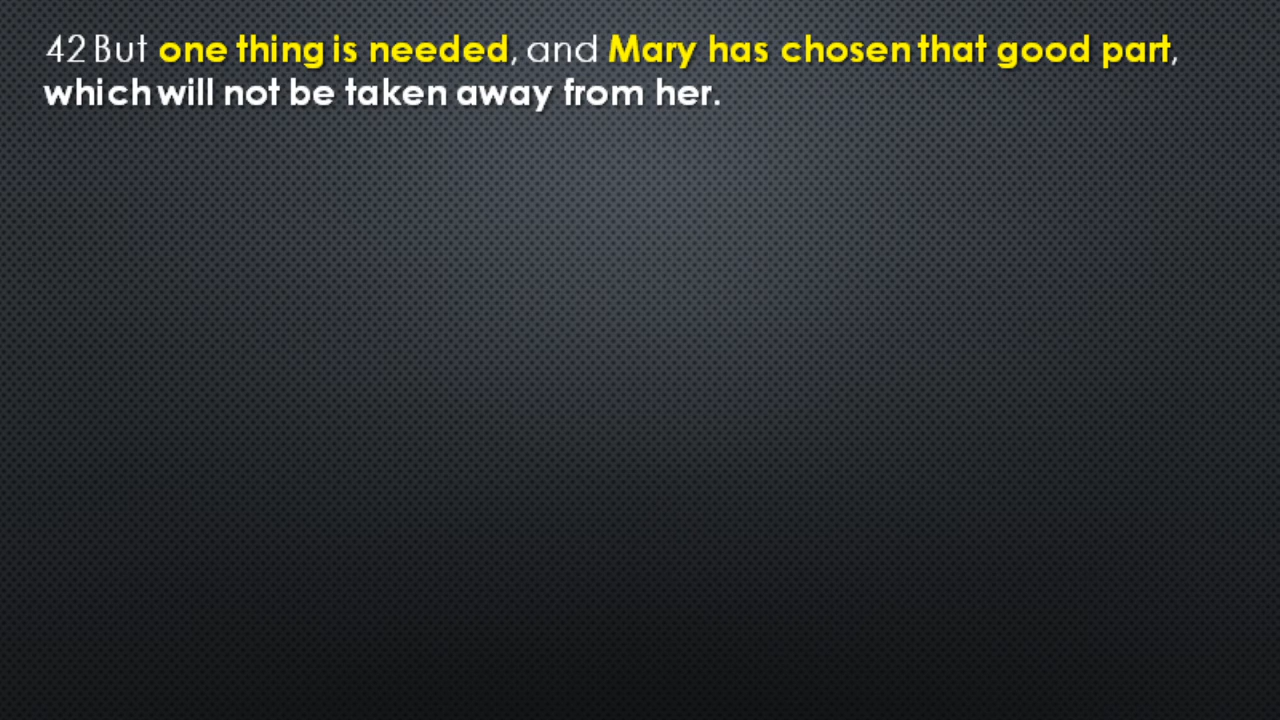 42 But one thing is needed, and Mary has chosen that good part,
which will not be taken away from her.